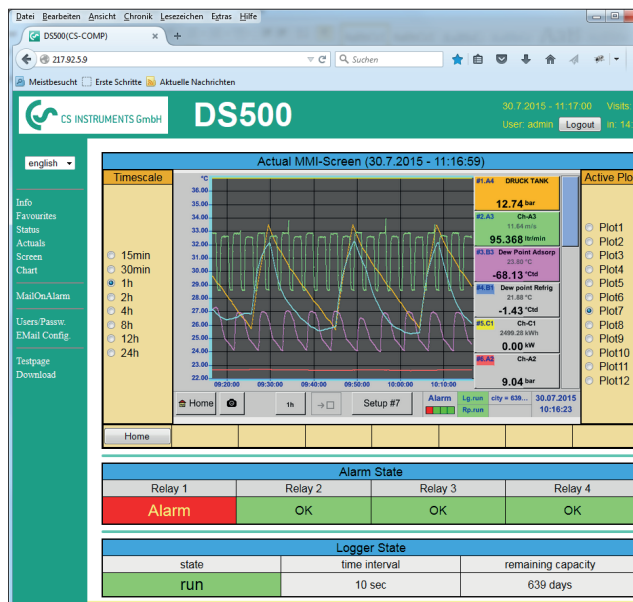 Datei Bearbeiten Ansicht Chronik Lesezeichen Extras Hilfe
DS500(CS-COMP)
217.92.5.9
Suchen
Meistbesucht Erste Schritte Aktuelle Nachrichten
CS INSTRUMENTS GmbH
DS500
30.7.2015 - 11:17:00 Visits:
User: admin Logout in: 14:
english
Info
Favourites
Status
Actuals
Screen
Chart
MailOnAlarm
Users/Passw.
EMail Config.
Testpage
Download
Actual MMI-Screen (30.7.2015 - 11:16:59)
Timescale
15min
30min
1h
2h
4h
8h
12h
24h
°C
36.00
35.00
34.00
33.00
32.00
31.00
30.00
29.00
28.00
27.00
26.00
25.00
24.00
23.00
22.00
09:20:00 09:30:00 09:40:00 09:50:00 10:00:00 10:10:00
#1.A4 DRUCK TANK
12.74 bar
#2.A3 Ch-A3
11.64 m/s
95.368 ltr/min
#3.B3 Dew Point Adsorp
23.80 °C
-68.13 °Ctd
#4.B1 Dew point Refrig
21.88 °C
-1.43 °Ctd
#5.C1 Ch-C1
2499.28 kWh
0.00 kW
#6.A2 Ch-A2
9.04 bar
Active Plo
Plot1
Plot2
Plot3
Plot4
Plot5
Plot6
Plot7
Plot8
Plot9
Plot10
Plot11
Plot12
Home 1h Setup #7 Alarm Lg.run city = 639... 30.07.2015
Rp.run 10:16:23
Home
Alarm State
Relay 1 Relay 2 Relay 3 Relay 4
Alarm OK OK OK
Logger State
state time interval remaining capacity
run 10 sec 639 days